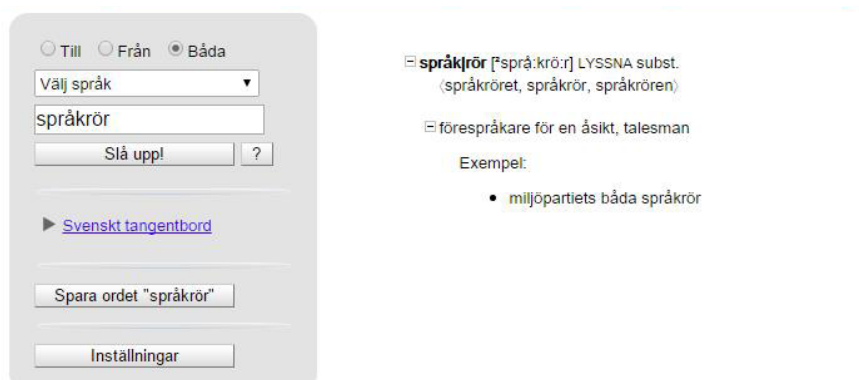 Till Från Båda
Välj språk
språkrör
Slå upp! ?
Svenskt tangentbord
Spara ordet "språkrör"
Inställningar
språk|rör [²språ̱:krö:r] LYSSNA subst.
〈språkröret, språkrör, språkrören〉
förespråkare för en åsikt, talesman
Exempel:
• miljöpartiets båda språkrör